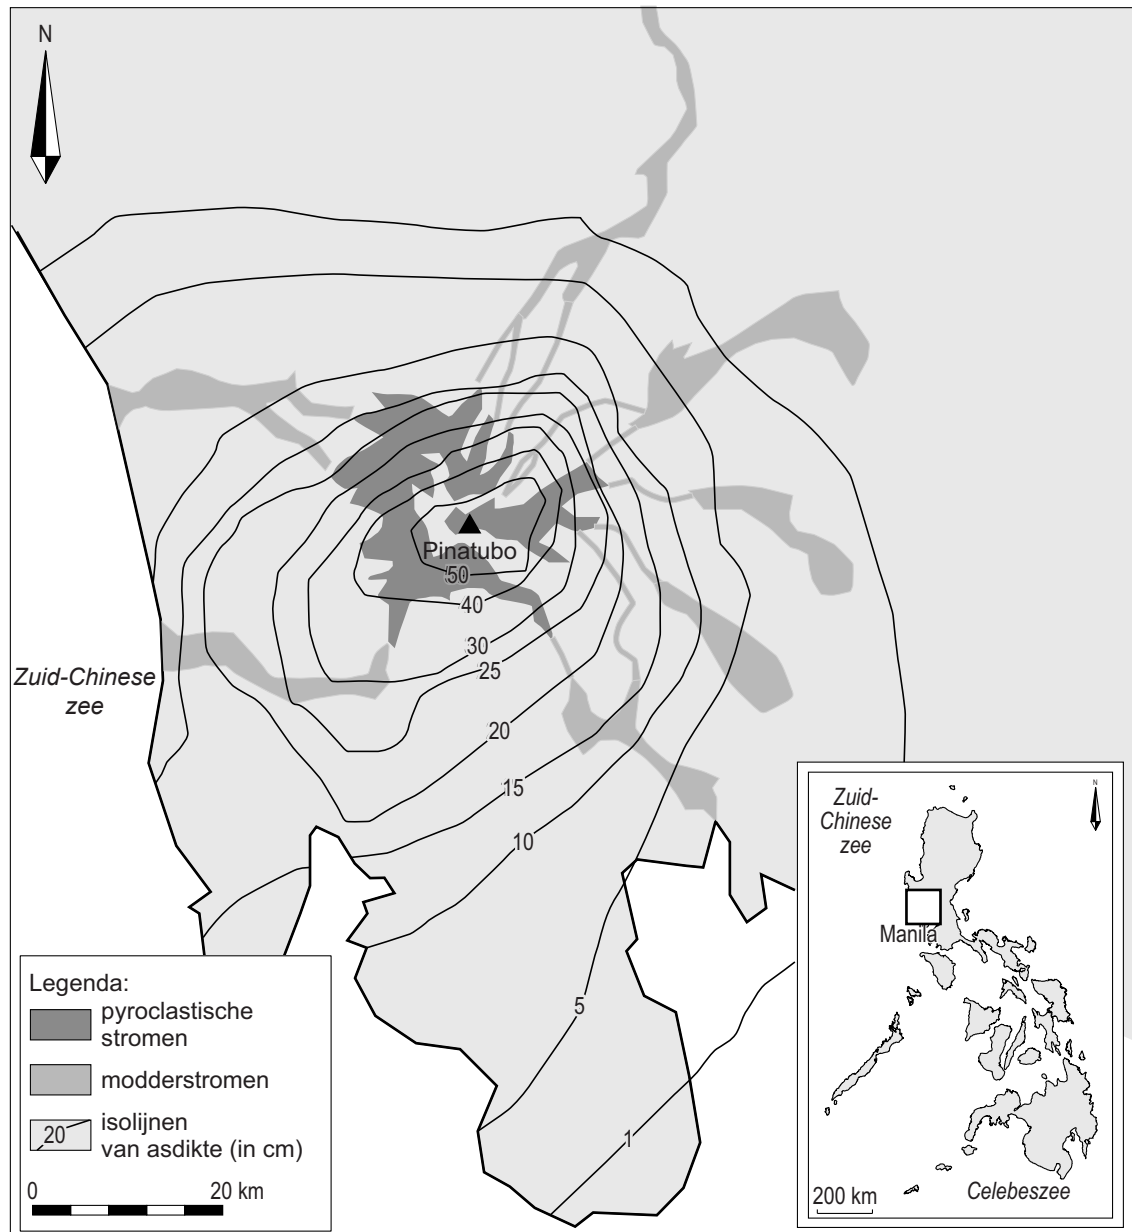 N
Pinatubo
50
40
30
25
20
15
10
5
1
Zuid-Chinese
zee
Legenda:
pyroclastische
stromen
modderstromen
20
isolijnen
van asdikte (in cm)
0
20 km
N
Zuid-
Chinese
zee
Manila
Celebeszee
200 km